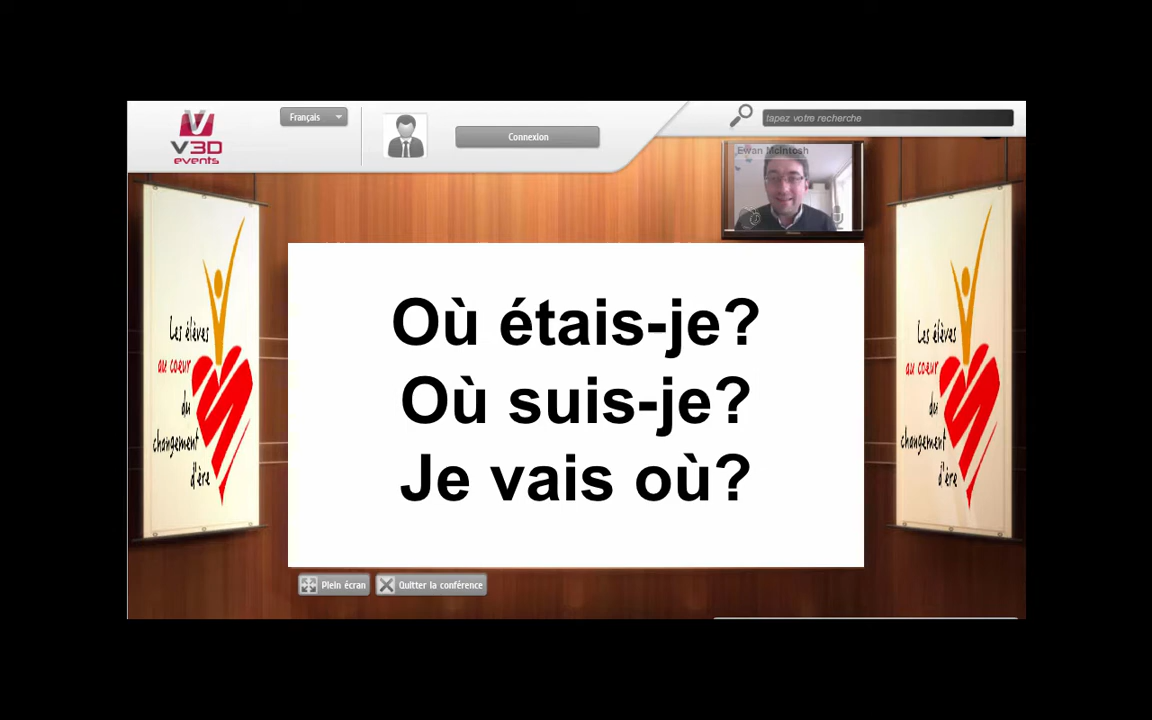 V3D
events
Français
Connexion
tapez votre recherche
Ewan McIntosh
Les élèves
au coeur
du
changement
d'ère
Où étais-je?
Où suis-je?
Je vais où?
Les élèves
au coeur
du
changement
d'ère
Plein écran
Quitter la conférence